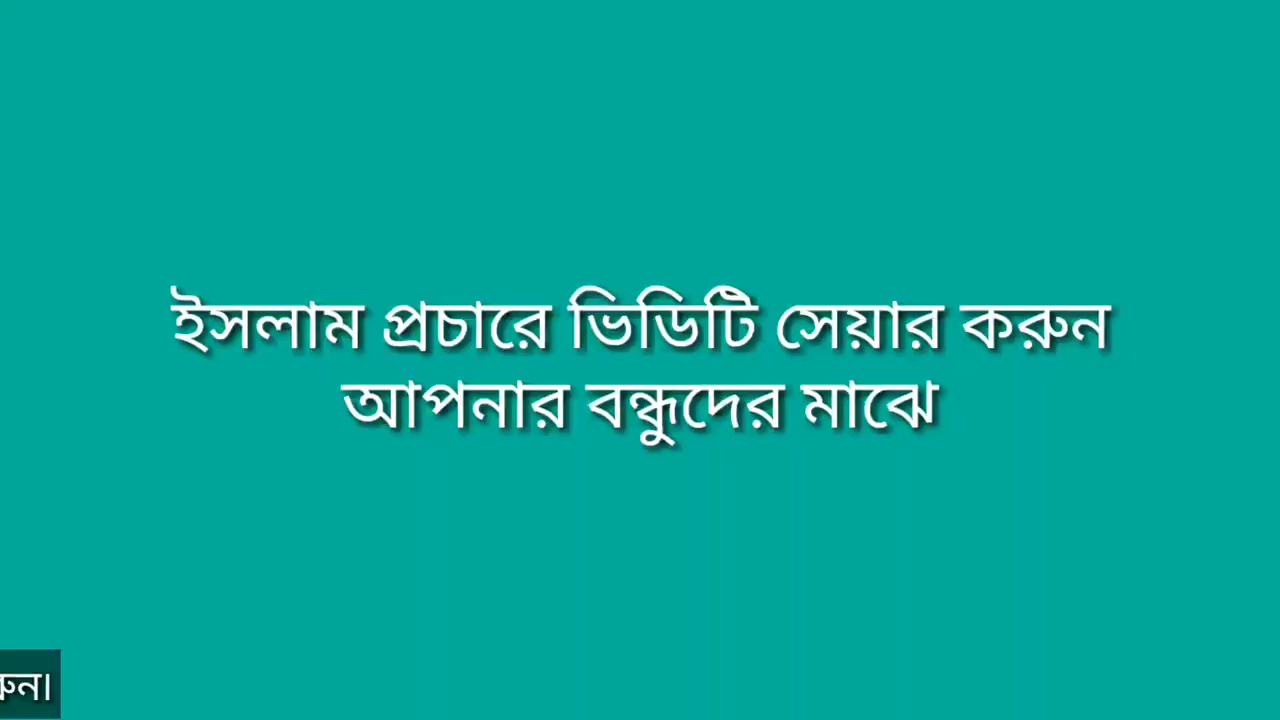 ইসলাম প্রচারে ভিডিটি সেয়ার করুন
আপনার বন্ধুদের মাঝে